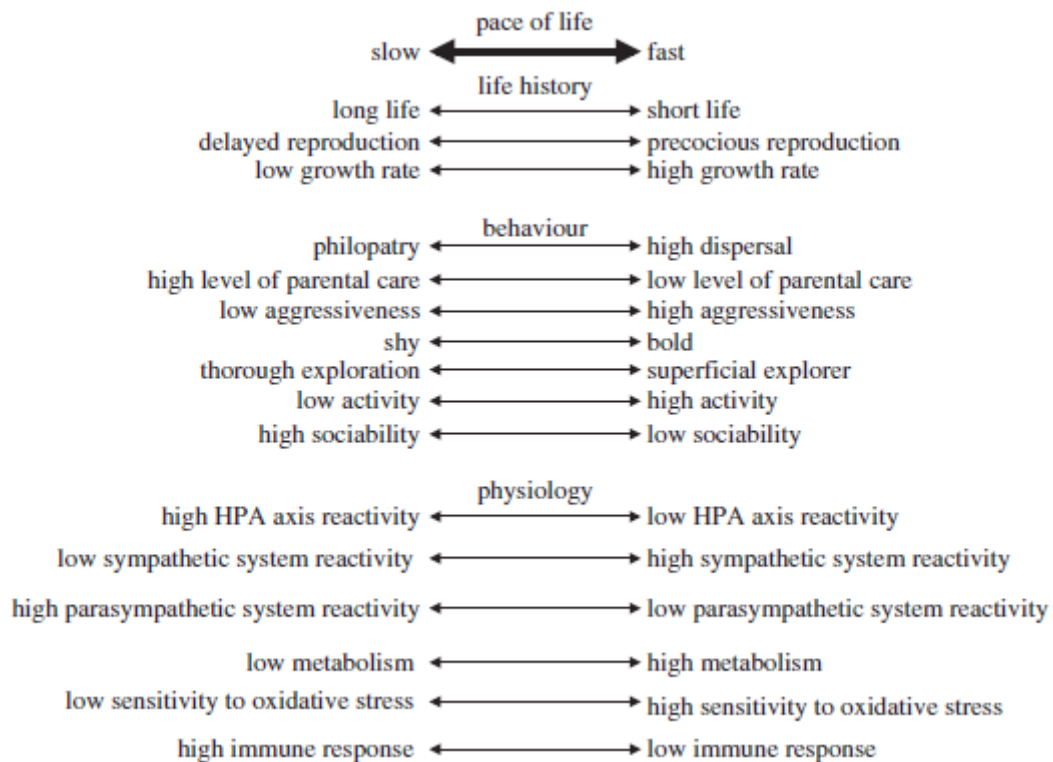 pace of life
slow fast
life history
long life short life
delayed reproduction precocious reproduction
low growth rate high growth rate
behaviour
philopatry high dispersal
high level of parental care low level of parental care
low aggressiveness high aggressiveness
shy bold
thorough exploration superficial explorer
low activity high activity
high sociability low sociability
physiology
high HPA axis reactivity low HPA axis reactivity
low sympathetic system reactivity high sympathetic system reactivity
high parasympathetic system reactivity low parasympathetic system reactivity
low metabolism high metabolism
low sensitivity to oxidative stress high sensitivity to oxidative stress
high immune response low immune response